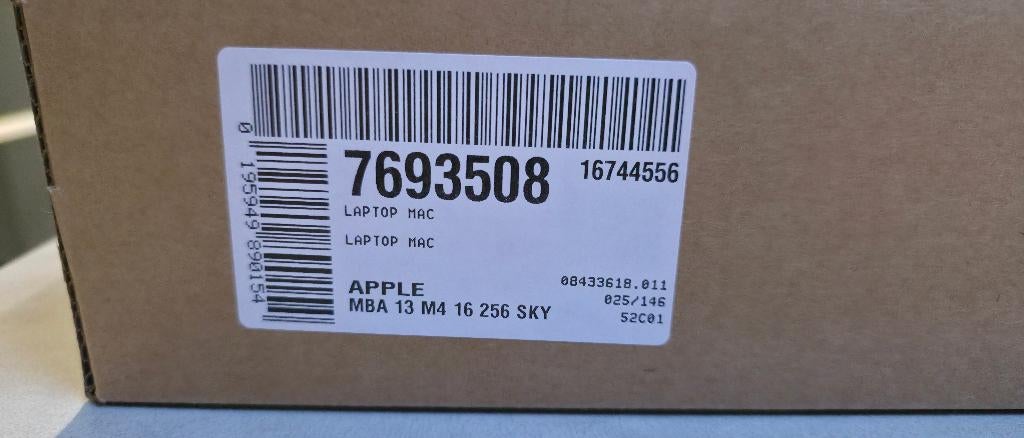 7693508 16744556
LAPTOP MAC
LAPTOP MAC
APPLE
MBA 13 M4 16 256 SKY
08433618.011
025/146
52C01
0 195949 890154